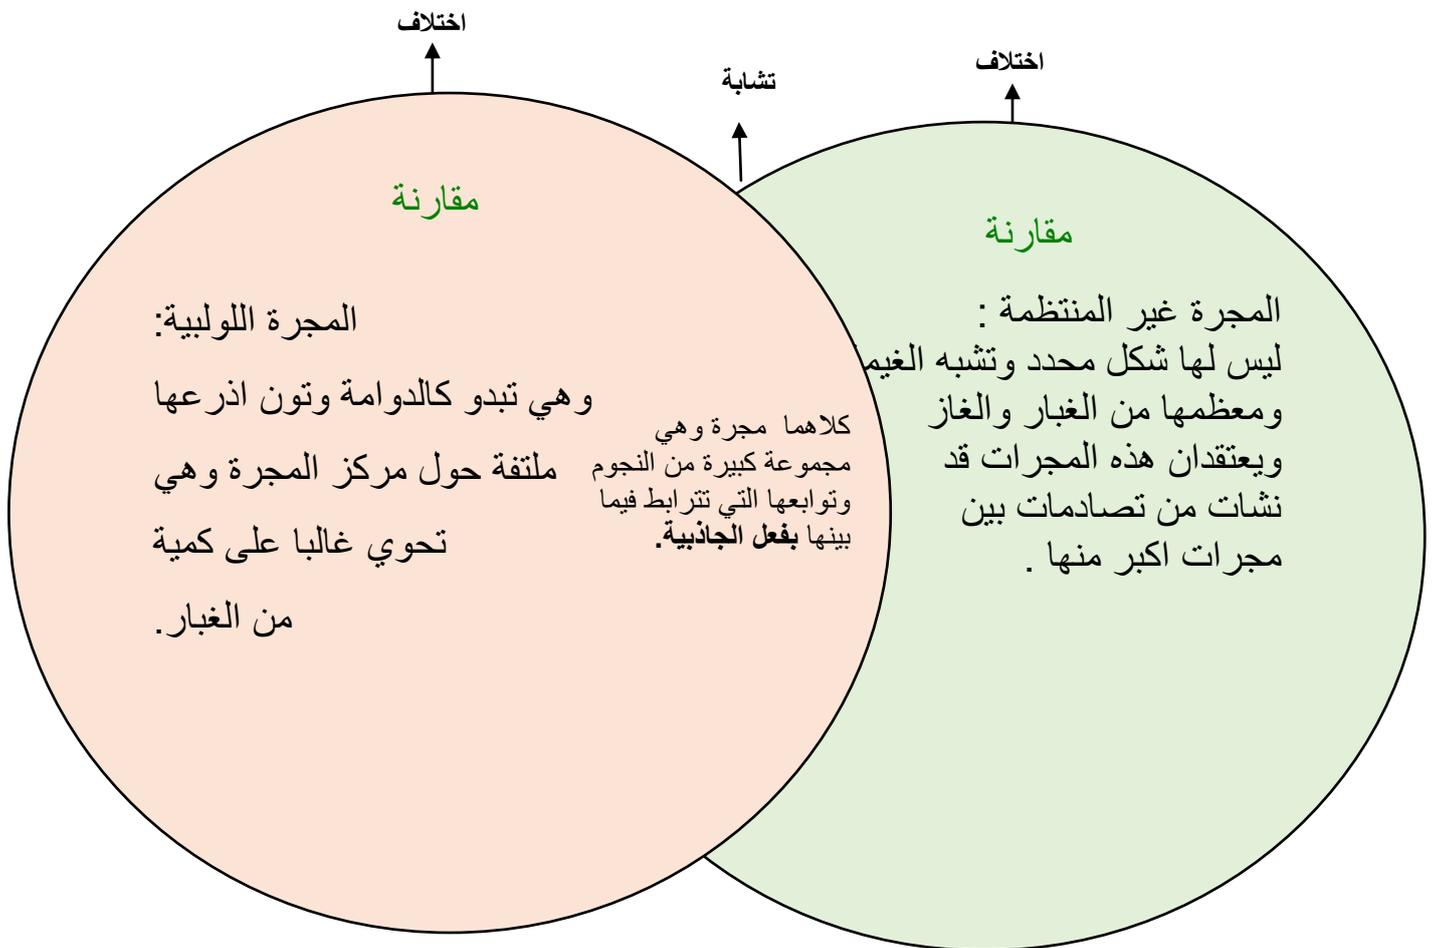 اختلاف
تشابة
اختلاف
مقارنة
المجرة غير المنتظمة :
ليس لها شكل محدد وتشبه الغيم
ومعظمها من الغبار والغاز
ويعتقدان هذه المجرات قد
نشات من تصادمات بين
مجرات اكبر منها .
كلاهما مجرة وهي
مجموعة كبيرة من النجوم
وتوابعها التي تترابط فيما
بينها بفعل الجاذبية.
مقارنة
المجرة اللولبية:
وهي تبدو كالدوامة وتون اذرعها
ملتفة حول مركز المجرة وهي
تحوي غالبا على كمية
من الغبار.